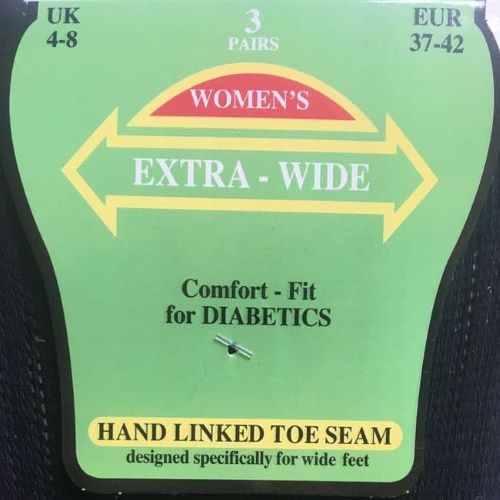 UK
4-8
3
PAIRS
EUR
37-42
WOMEN'S
EXTRA - WIDE
Comfort - Fit
for DIABETICS
HAND LINKED TOE SEAM
designed specifically for wide feet